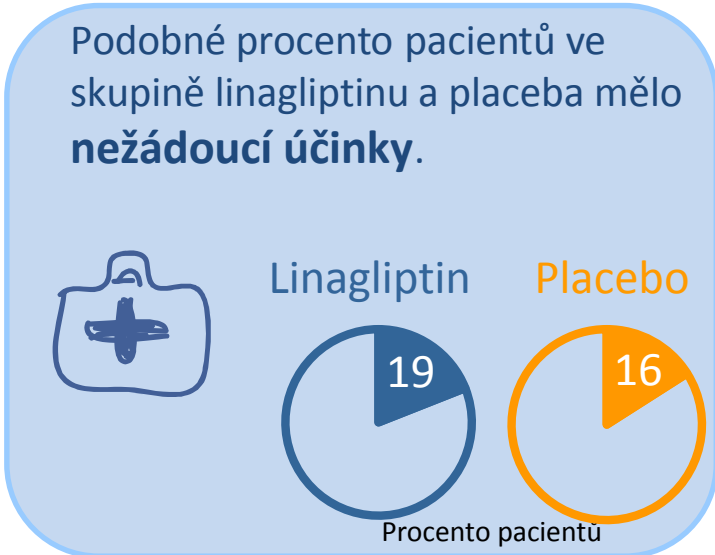 Podobné procento pacientů ve
skupině linagliptinu a placeba mělo
nežádoucí účinky.
Linagliptin Placebo
19 16
Procento pacientů